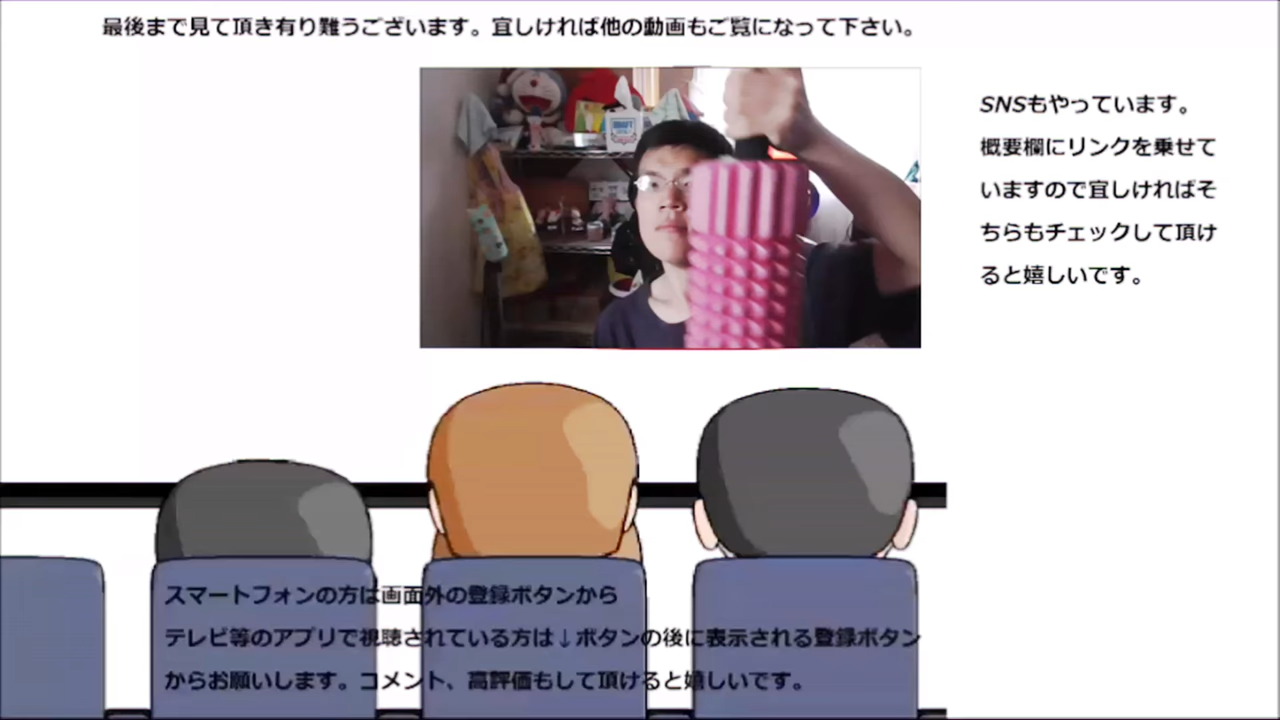 最後まで見て頂き有り難うございます。宜しければ他の動画もご覧になって下さい。
SNSもやっています。
概要欄にリンクを乗せて
いますので宜しければそ
ちらもチェックして頂け
ると嬉しいです。
スマートフォンの方は画面外の登録ボタンから
テレビ等のアプリで視聴されている方は↓ボタンの後に表示される登録ボタン
からお願いします。コメント、高評価もして頂けると嬉しいです。